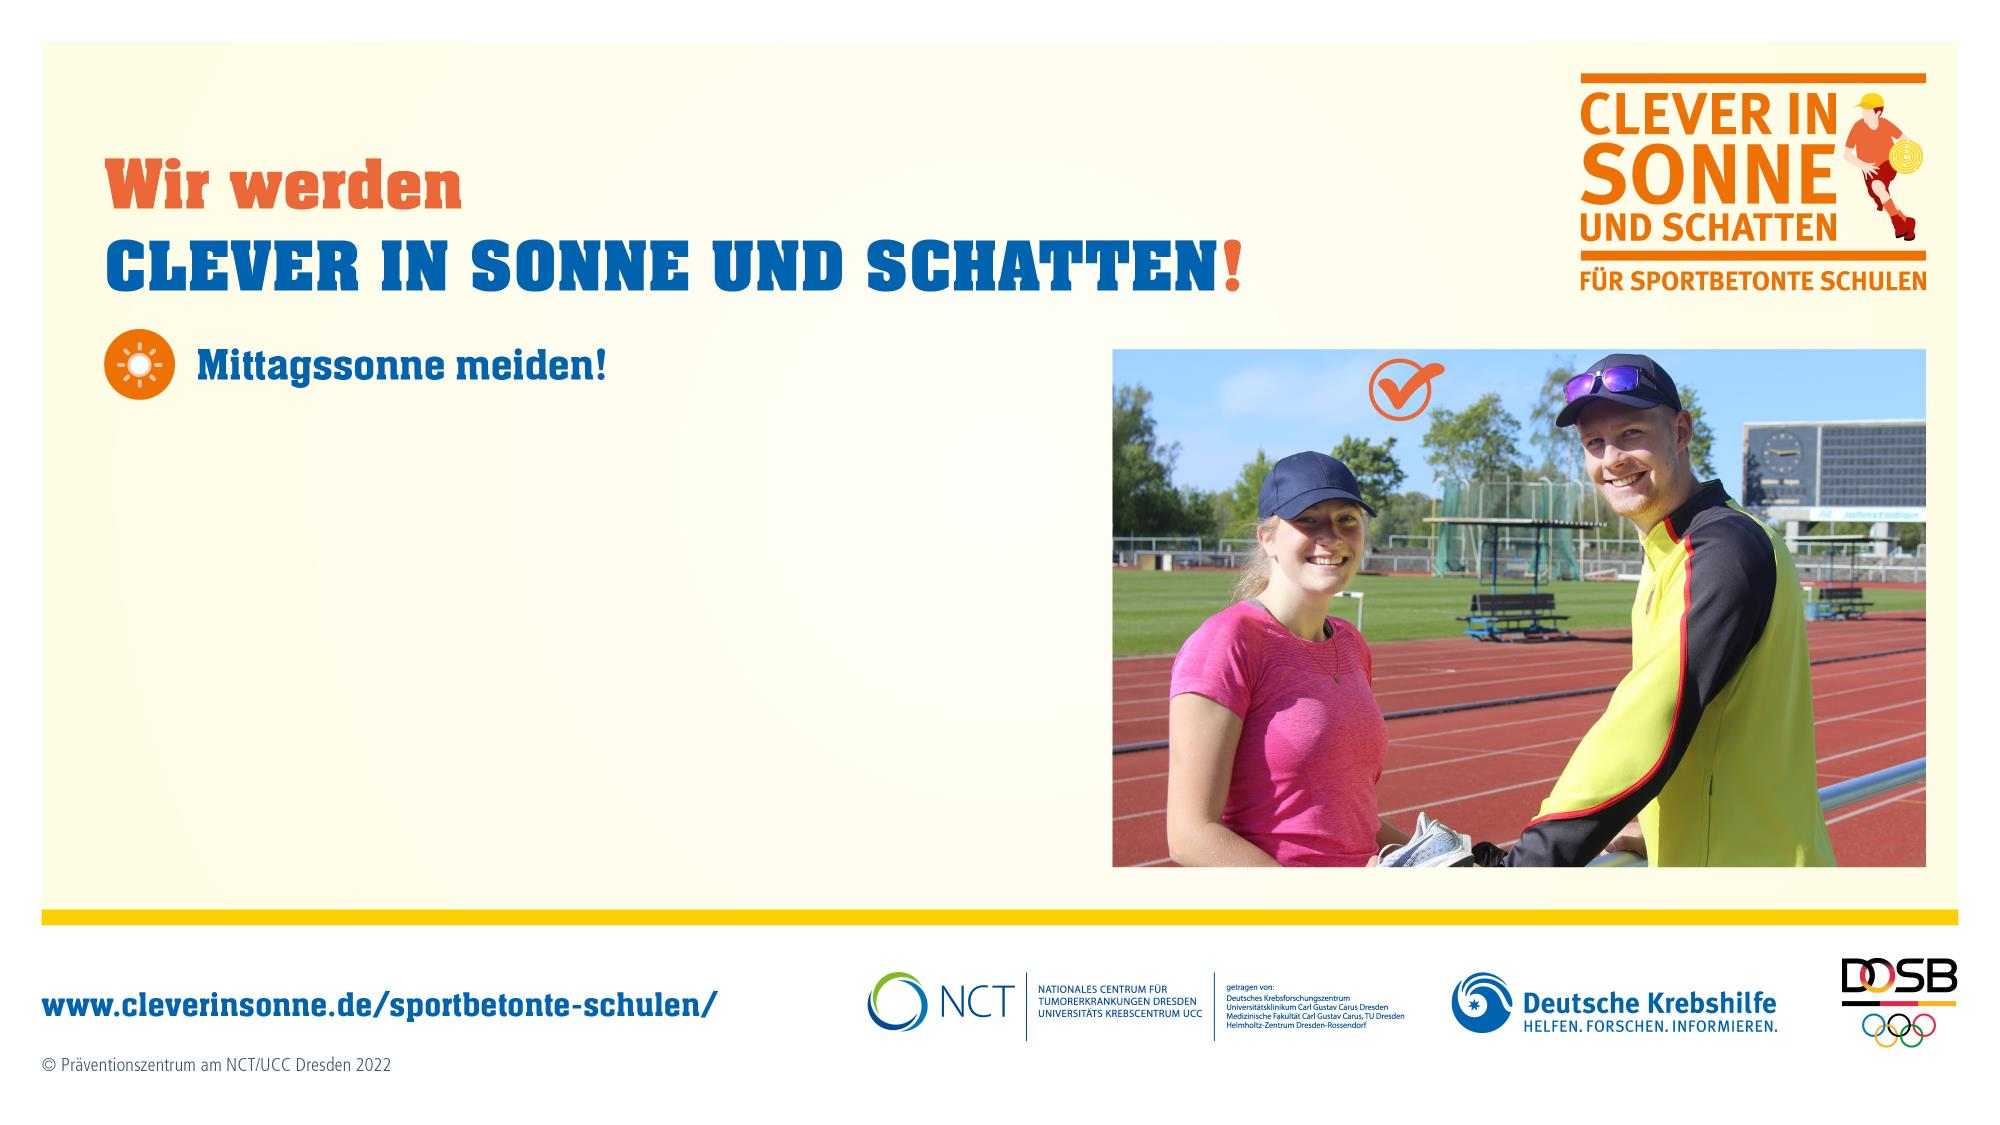 Wir werden
CLEVER IN SONNE UND SCHATTEN!
CLEVER IN
SONNE
UND SCHATTEN
FÜR SPORTBETONTE SCHULEN
Mittagssonne meiden!
Jahnstadion
www.cleverinsonne.de/sportbetonte-schulen/
NCT
NATIONALES CENTRUM FÜR
TUMORERKRANKUNGEN DRESDEN
UNIVERSITÄTS KREBSCENTRUM UCC
getragen von:
Deutsches Krebsforschungszentrum
Universitätsklinikum Carl Gustav Carus Dresden
Medizinische Fakultät Carl Gustav Carus, TU Dresden
Helmholtz-Zentrum Dresden-Rossendorf
Deutsche Krebshilfe
HELFEN. FORSCHEN. INFORMIEREN.
DOSB
© Präventionszentrum am NCT/UCC Dresden 2022